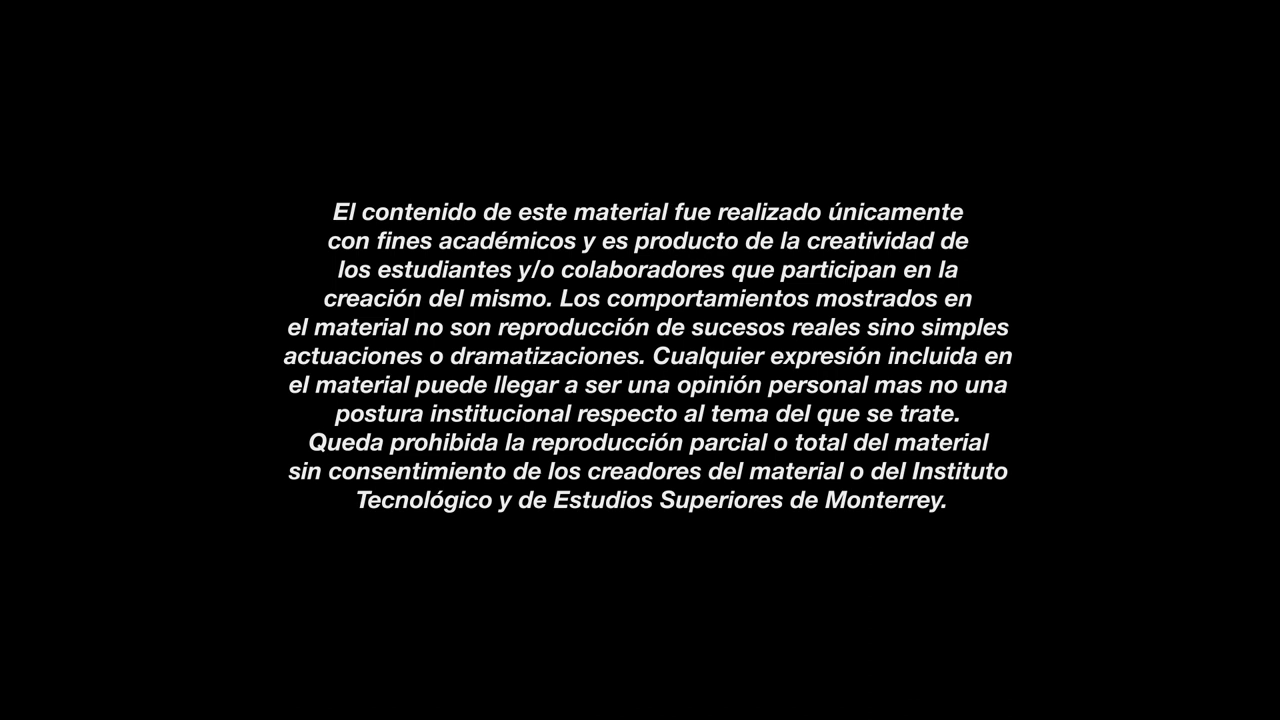 El contenido de este material fue realizado únicamente
con fines académicos y es producto de la creatividad de
los estudiantes y/o colaboradores que participan en la
creación del mismo. Los comportamientos mostrados en
el material no son reproducción de sucesos reales sino simples
actuaciones o dramatizaciones. Cualquier expresión incluida en
el material puede llegar a ser una opinión personal mas no una
postura institucional respecto al tema del que se trate.
Queda prohibida la reproducción parcial o total del material
sin consentimiento de los creadores del material o del Instituto
Tecnológico y de Estudios Superiores de Monterrey.